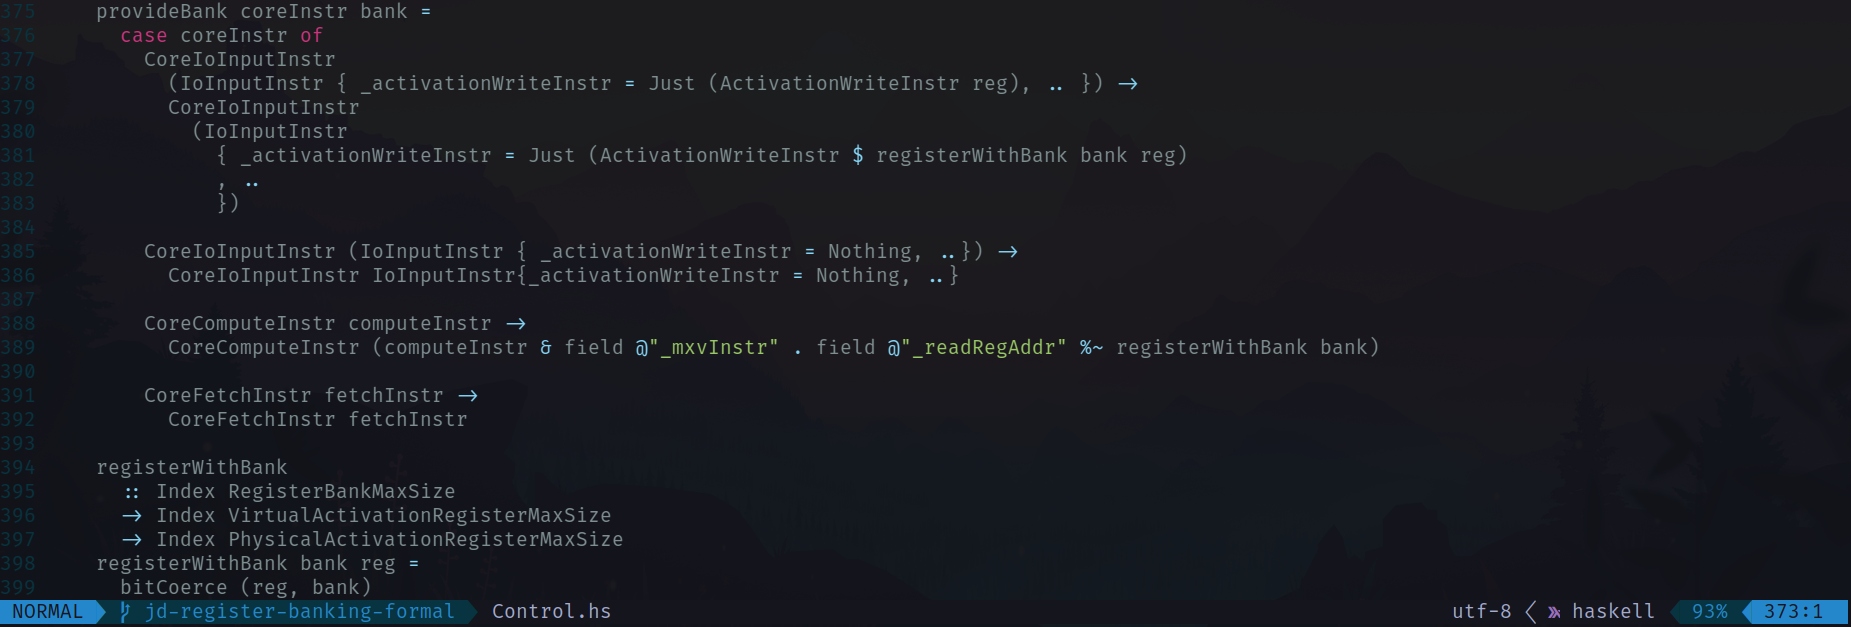 375 provideBank coreInstr bank =
376 case coreInstr of
377 CoreIoInputInstr
378 (IoInputInstr { _activationWriteInstr = Just (ActivationWriteInstr reg), .. }) ->
379 CoreIoInputInstr
380 (IoInputInstr
381 { _activationWriteInstr = Just (ActivationWriteInstr $ registerWithBank bank reg)
382 , ..
383 })
384
385 CoreIoInputInstr (IoInputInstr { _activationWriteInstr = Nothing, ..}) ->
386 CoreIoInputInstr IoInputInstr{_activationWriteInstr = Nothing, ..}
387
388 CoreComputeInstr computeInstr ->
389 CoreComputeInstr (computeInstr & field @"_mxvInstr" . field @"_readRegAddr" %~ registerWithBank bank)
390
391 CoreFetchInstr fetchInstr ->
392 CoreFetchInstr fetchInstr
393
394 registerWithBank
395 :: Index RegisterBankMaxSize
396 -> Index VirtualActivationRegisterMaxSize
397 -> Index PhysicalActivationRegisterMaxSize
398 registerWithBank bank reg =
399 bitCoerce (reg, bank)
NORMAL jd-register-banking-formal Control.hs utf-8 haskell 93% 373:1